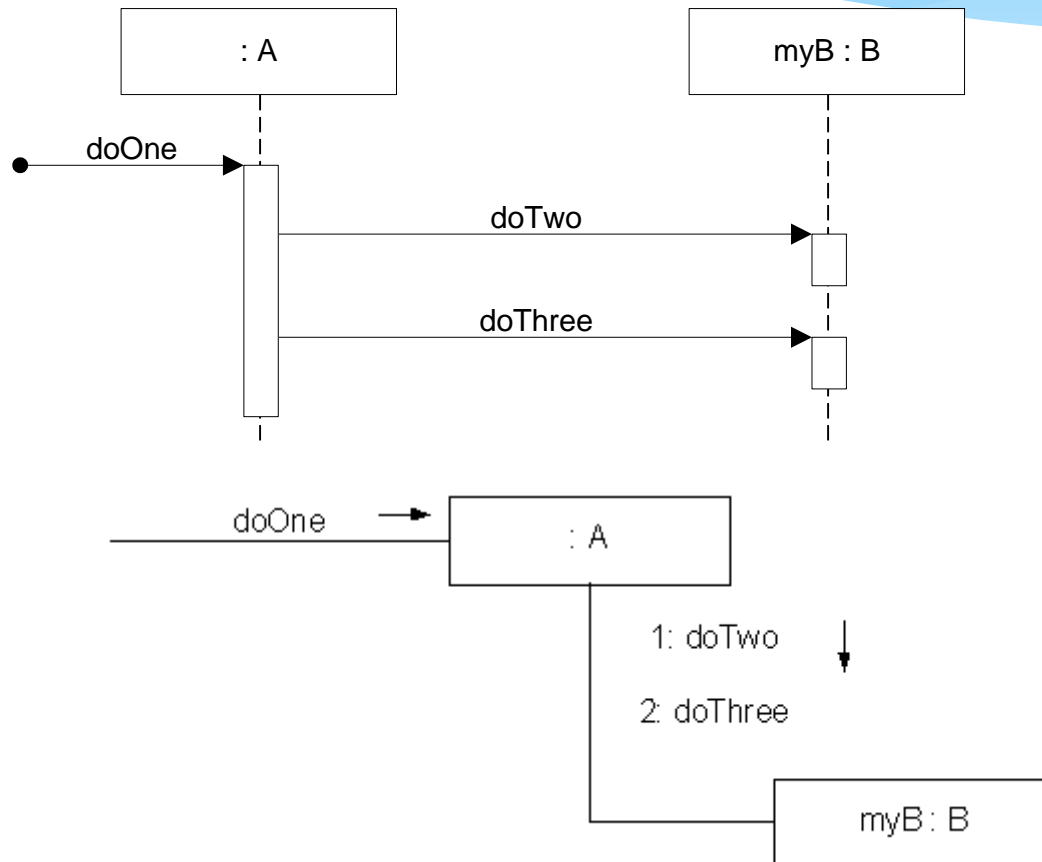 : A
myB : B
doOne
doTwo
doThree
doOne
: A
1: doTwo
2: doThree
myB : B